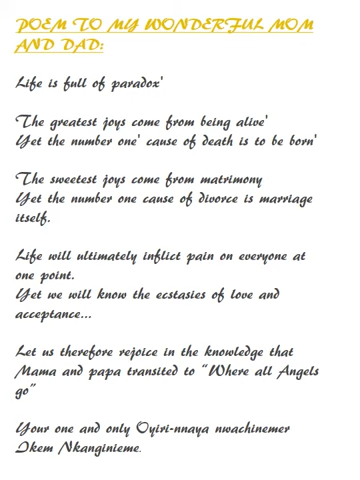 POEM TO MY WONDERFUL MOM
AND DAD:
Life is full of paradox'
The greatest joys come from being alive'
Yet the number one' cause of death is to be born'
The sweetest joys come from matrimony
Yet the number one cause of divorce is marriage
itself.
Life will ultimately inflict pain on everyone at
one point.
Yet we will know the ecstasies of love and
acceptance...
Let us therefore rejoice in the knowledge that
Mama and papa transited to "Where all Angels
go"
Your one and only Oyiri-nnaya nwachinemer
Ikem Nkanginieme.